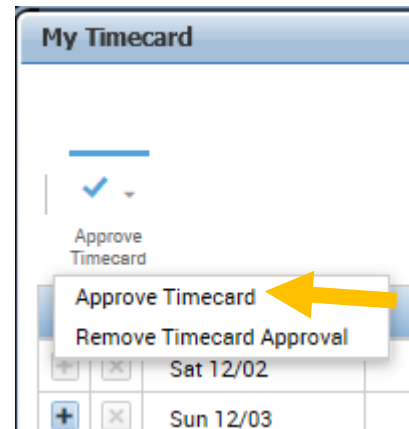 My Timecard
Approve
Timecard
Approve Timecard
Remove Timecard Approval
Sat 12/02
Sun 12/03